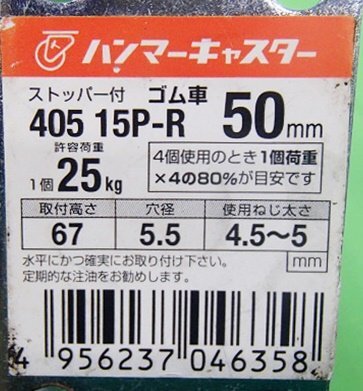 ハンマーキャスター
ストッパー付 ゴム車 50mm
405 15P-R
許容荷重
1個25kg
4個使用のとき1個荷重
×4の80%が目安です
取付高さ 穴径 使用ねじ太さ
67 5.5 4.5〜5
水平にかつ確実にお取り付け下さい。 mm
定期的な注油をお勧めします。
4 956237 046358